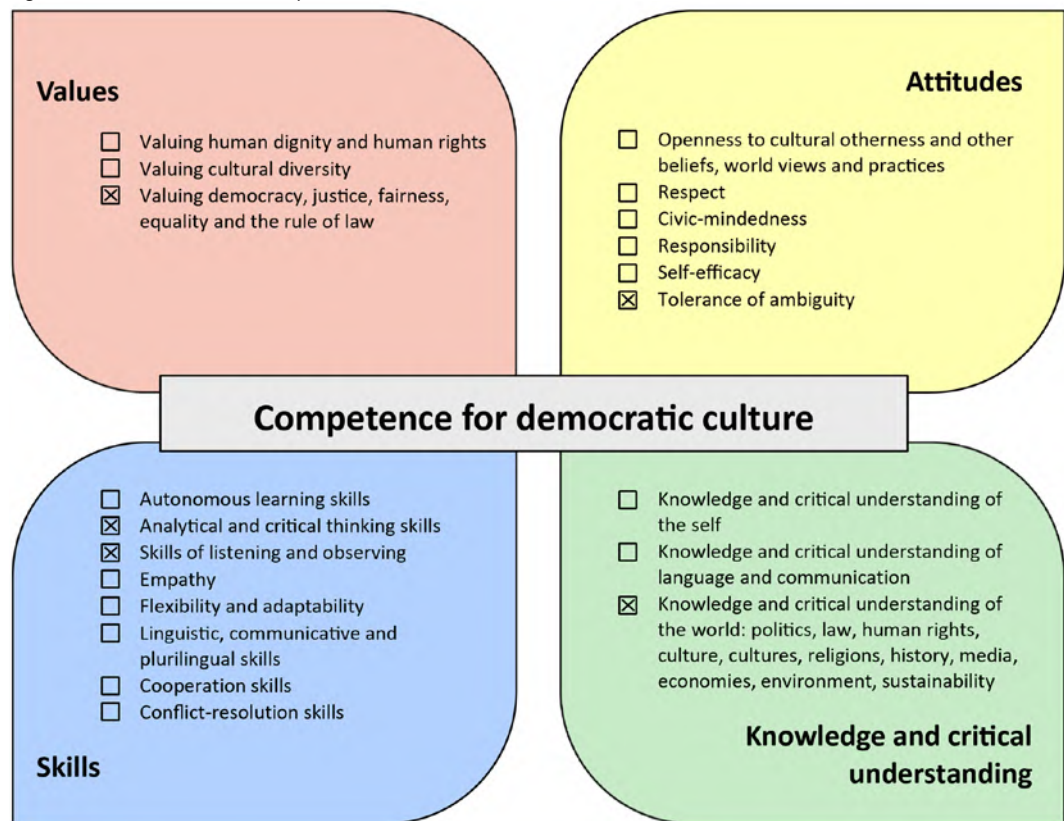 Values
☐ Valuing human dignity and human rights
☐ Valuing cultural diversity
☒ Valuing democracy, justice, fairness,
equality and the rule of law
Attitudes
☐ Openness to cultural otherness and other
beliefs, world views and practices
☐ Respect
☐ Civic-mindedness
☐ Responsibility
☐ Self-efficacy
☒ Tolerance of ambiguity
Competence for democratic culture
☐ Autonomous learning skills
☒ Analytical and critical thinking skills
☒ Skills of listening and observing
☐ Empathy
☐ Flexibility and adaptability
☐ Linguistic, communicative and
plurilingual skills
☐ Cooperation skills
☐ Conflict-resolution skills
Skills
☐ Knowledge and critical understanding of
the self
☐ Knowledge and critical understanding of
language and communication
☒ Knowledge and critical understanding of
the world: politics, law, human rights,
culture, cultures, religions, history, media,
economies, environment, sustainability
Knowledge and critical
understanding